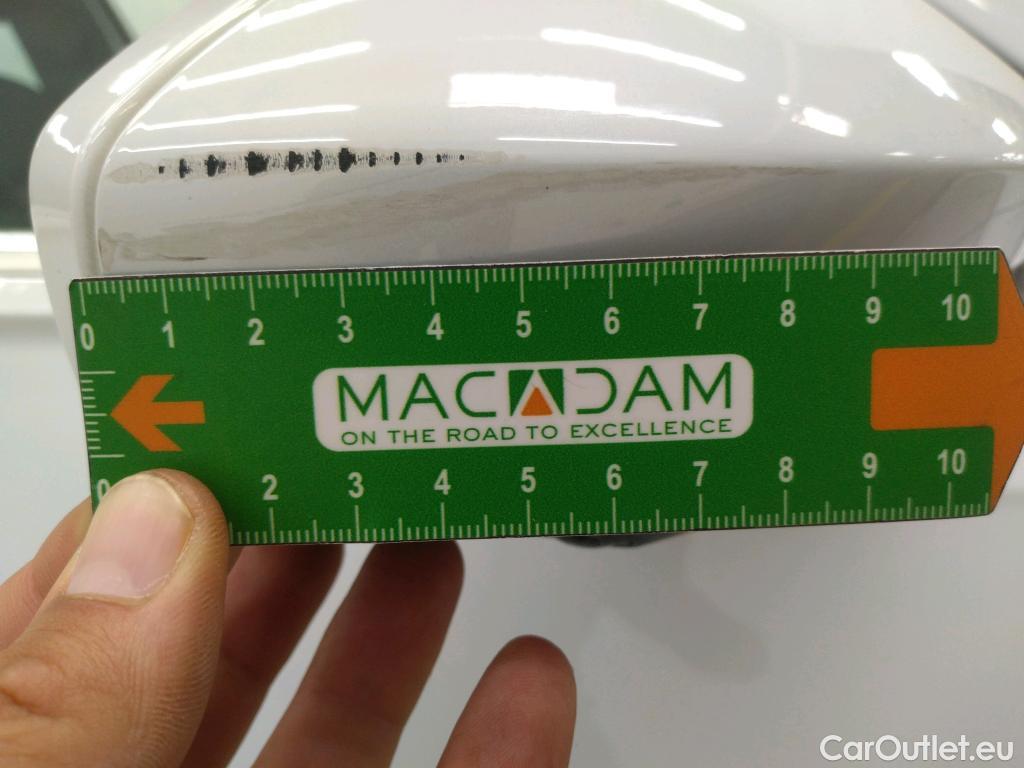 0 1 2 3 4 5 6 7 8 9 10
MACADAM
ON THE ROAD TO EXCELLENCE
0 2 3 4 5 6 7 8 9 10
CarOutlet.eu